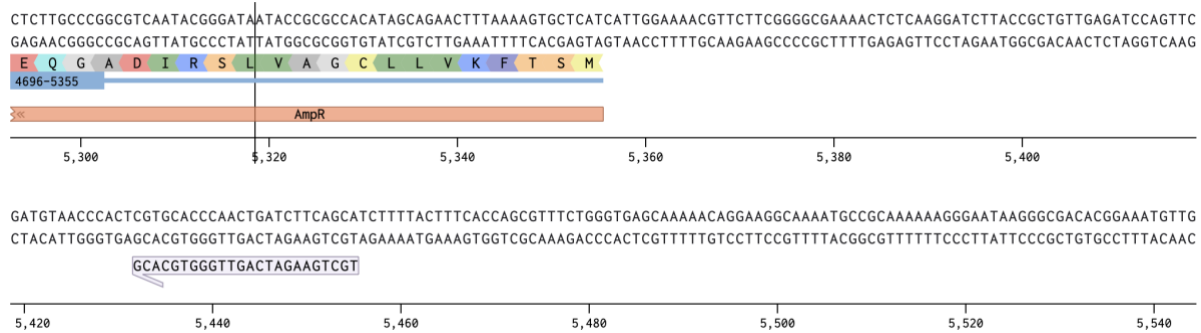 CTCTTGCCCGGCGTCAATACGGGATAATACCGCGCCACATAGCAGAACTTTAAAAGTGCTCATCATTGGAAAACGTTCTTCGGGGCGAAAACTCTCAAGGATCTTACCGCTGTTGAGATCCAGTTC
GAGAACGGGCCGCAGTTATGCCCTATTATGGCGCGGTGTATCGTCTTGAAATTTTCACGAGTAGTAACCTTTTGCAAGAAGCCCCGCTTTTGAGAGTTCCTAGAATGGCGACAACTCTAGGTCAAG
E Q G A D I R S L V A G C L L V K F T S M
4696-5355
« AmpR
5,300 5,320 5,340 5,360 5,380 5,400
GATGTAACCCACTCGTGCACCCAACTGATCTTCAGCATCTTTTACTTTCACCAGCGTTTCTGGGTGAGCAAAAACAGGAAGGCAAAATGCCGCAAAAAAGGGAATAAGGGCGACACGGAAATGTTG
CTACATTGGGTGAGCACGTGGGTTGACTAGAAGTCGTAGAAAATGAAAGTGGTCGCAAAGACCCACTCGTTTTTGTCCTTCCGTTTTACGGCGTTTTTTCCCTTATTCCCGCTGTGCCTTTACAAC
GCACGTGGGTTGACTAGAAGTCGT
5,420 5,440 5,460 5,480 5,500 5,520 5,540